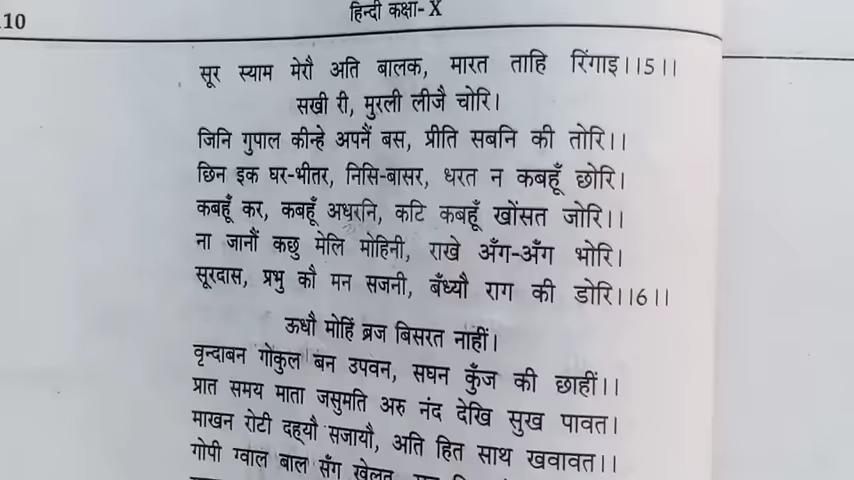 10
हिन्दी कक्षा- X
सूर स्याम मेरौ अति बालक, मारत ताहि रिंगाइ।।5।।
सखी री, मुरली लीजै चोरि।
जिनि गुपाल कीन्हे अपनैं बस, प्रीति सबनि की तोरि।।
छिन इक घर-भीतर, निसि-बासर, धरत न कबहूँ छोरि।
कबहूँ कर, कबहूँ अधरनि, कटि कबहूँ खोंसत जोरि।।
ना जानौं कछु मेलि मोहिनी, राखे अँग-अँग भोरि।
सूरदास, प्रभु कौ मन सजनी, बँध्यौ राग की डोरि।।6।।
ऊधौ मोहिं ब्रज बिसरत नाहीं।
वृन्दाबन गोकुल बन उपवन, सघन कुँज की छाहीं।।
प्रात समय माता जसुमति अरु नंद देखि सुख पावत।
माखन रोटी दह्यौ सजायौ, अति हित साथ खवावत।।
गोपी ग्वाल बाल सँग खेलत,